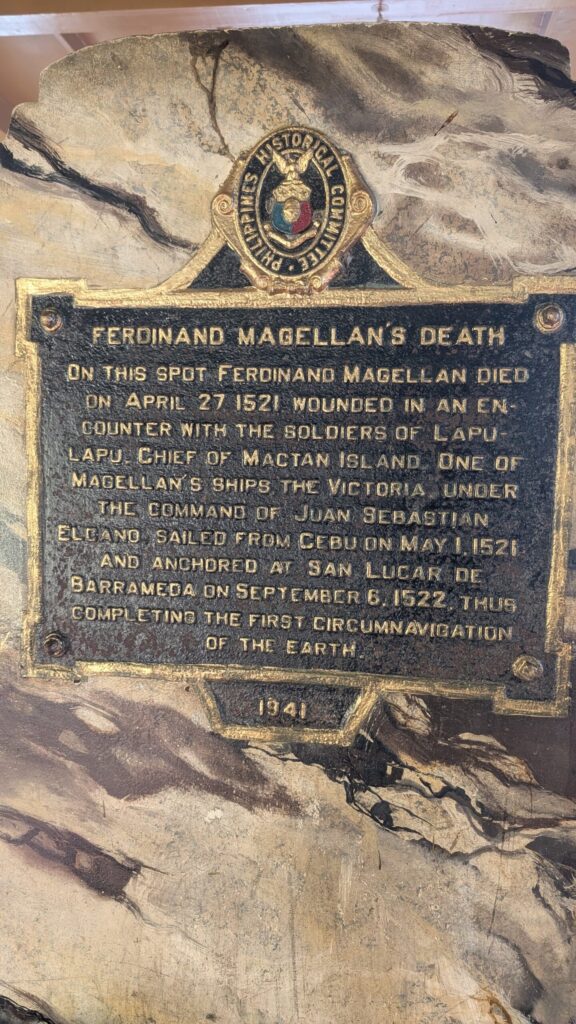 PHILIPPINES HISTORICAL COMMITTEE
FERDINAND MAGELLAN'S DEATH
ON THIS SPOT FERDINAND MAGELLAN DIED
ON APRIL 27 1521 WOUNDED IN AN EN-
COUNTER WITH THE SOLDIERS OF LAPU-
LAPU, CHIEF OF MACTAN ISLAND. ONE OF
MAGELLAN'S SHIPS, THE VICTORIA, UNDER
THE COMMAND OF JUAN SEBASTIAN
ELCANO, SAILED FROM CEBU ON MAY 1, 1521
AND ANCHORED AT SAN LUCAR DE
BARRAMEDA ON SEPTEMBER 6, 1522, THUS
COMPLETING THE FIRST CIRCUMNAVIGATION
OF THE EARTH.
1941